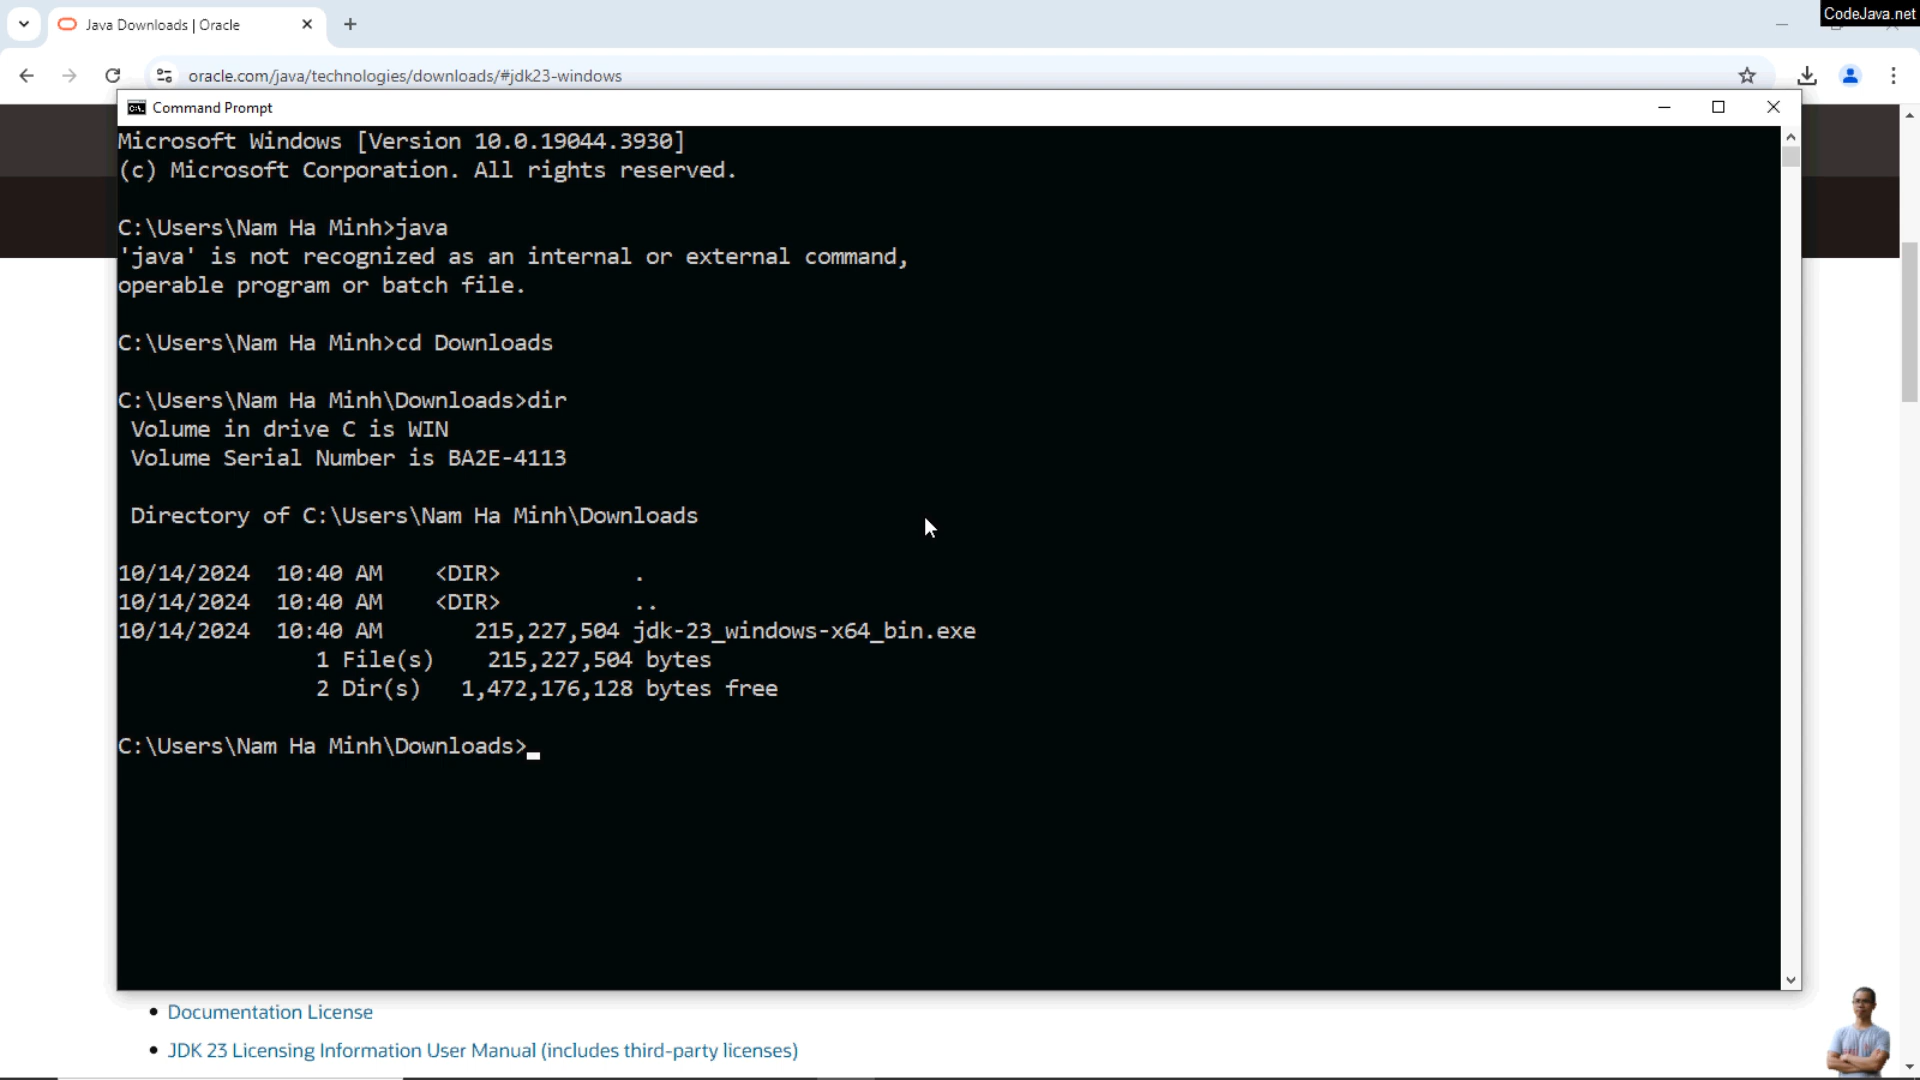 Java Downloads | Oracle
CodeJava.net
oracle.com/java/technologies/downloads/#jdk23-windows
Command Prompt
Microsoft Windows [Version 10.0.19044.3930]
(c) Microsoft Corporation. All rights reserved.
C:\Users\Nam Ha Minh>java
'java' is not recognized as an internal or external command,
operable program or batch file.
C:\Users\Nam Ha Minh>cd Downloads
C:\Users\Nam Ha Minh\Downloads>dir
Volume in drive C is WIN
Volume Serial Number is BA2E-4113
Directory of C:\Users\Nam Ha Minh\Downloads
10/14/2024  10:40 AM    <DIR>          .
10/14/2024  10:40 AM    <DIR>          ..
10/14/2024  10:40 AM       215,227,504 jdk-23_windows-x64_bin.exe
1 File(s)    215,227,504 bytes
2 Dir(s)   1,472,176,128 bytes free
C:\Users\Nam Ha Minh\Downloads>
Documentation License
JDK 23 Licensing Information User Manual (includes third-party licenses)